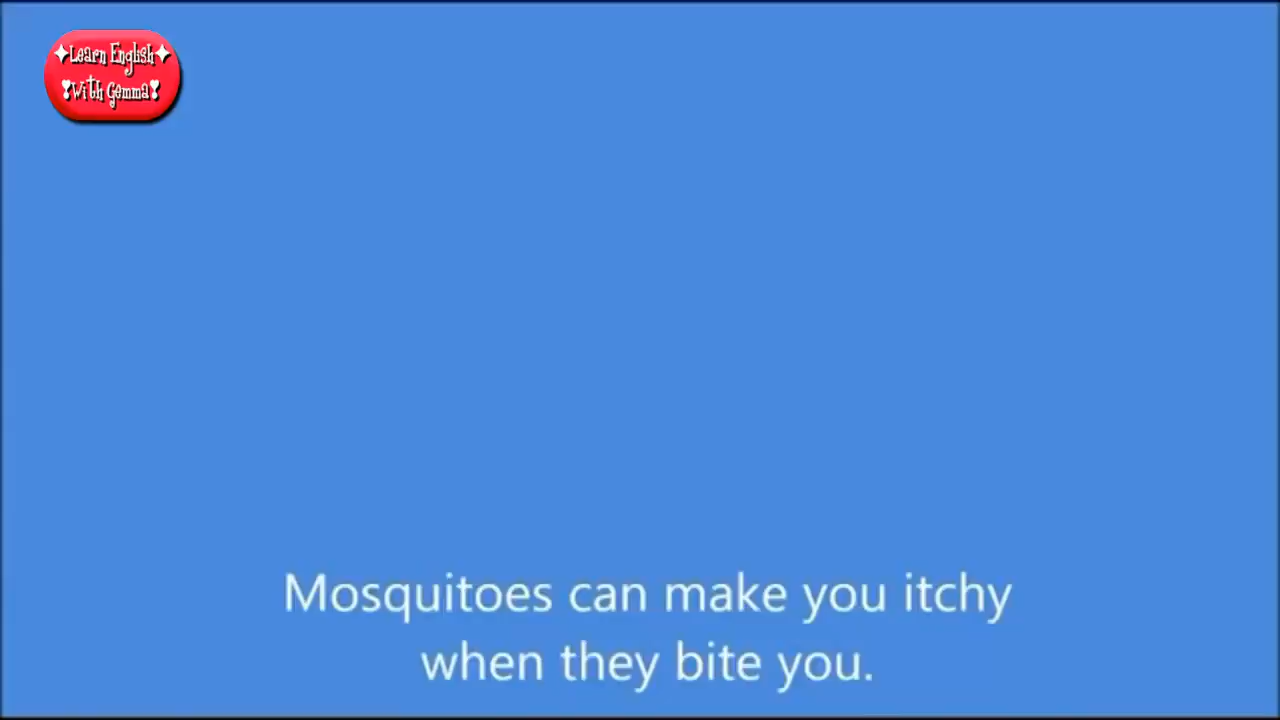 ✦Learn English✦
❣With Gemma❣
Mosquitoes can make you itchy
when they bite you.